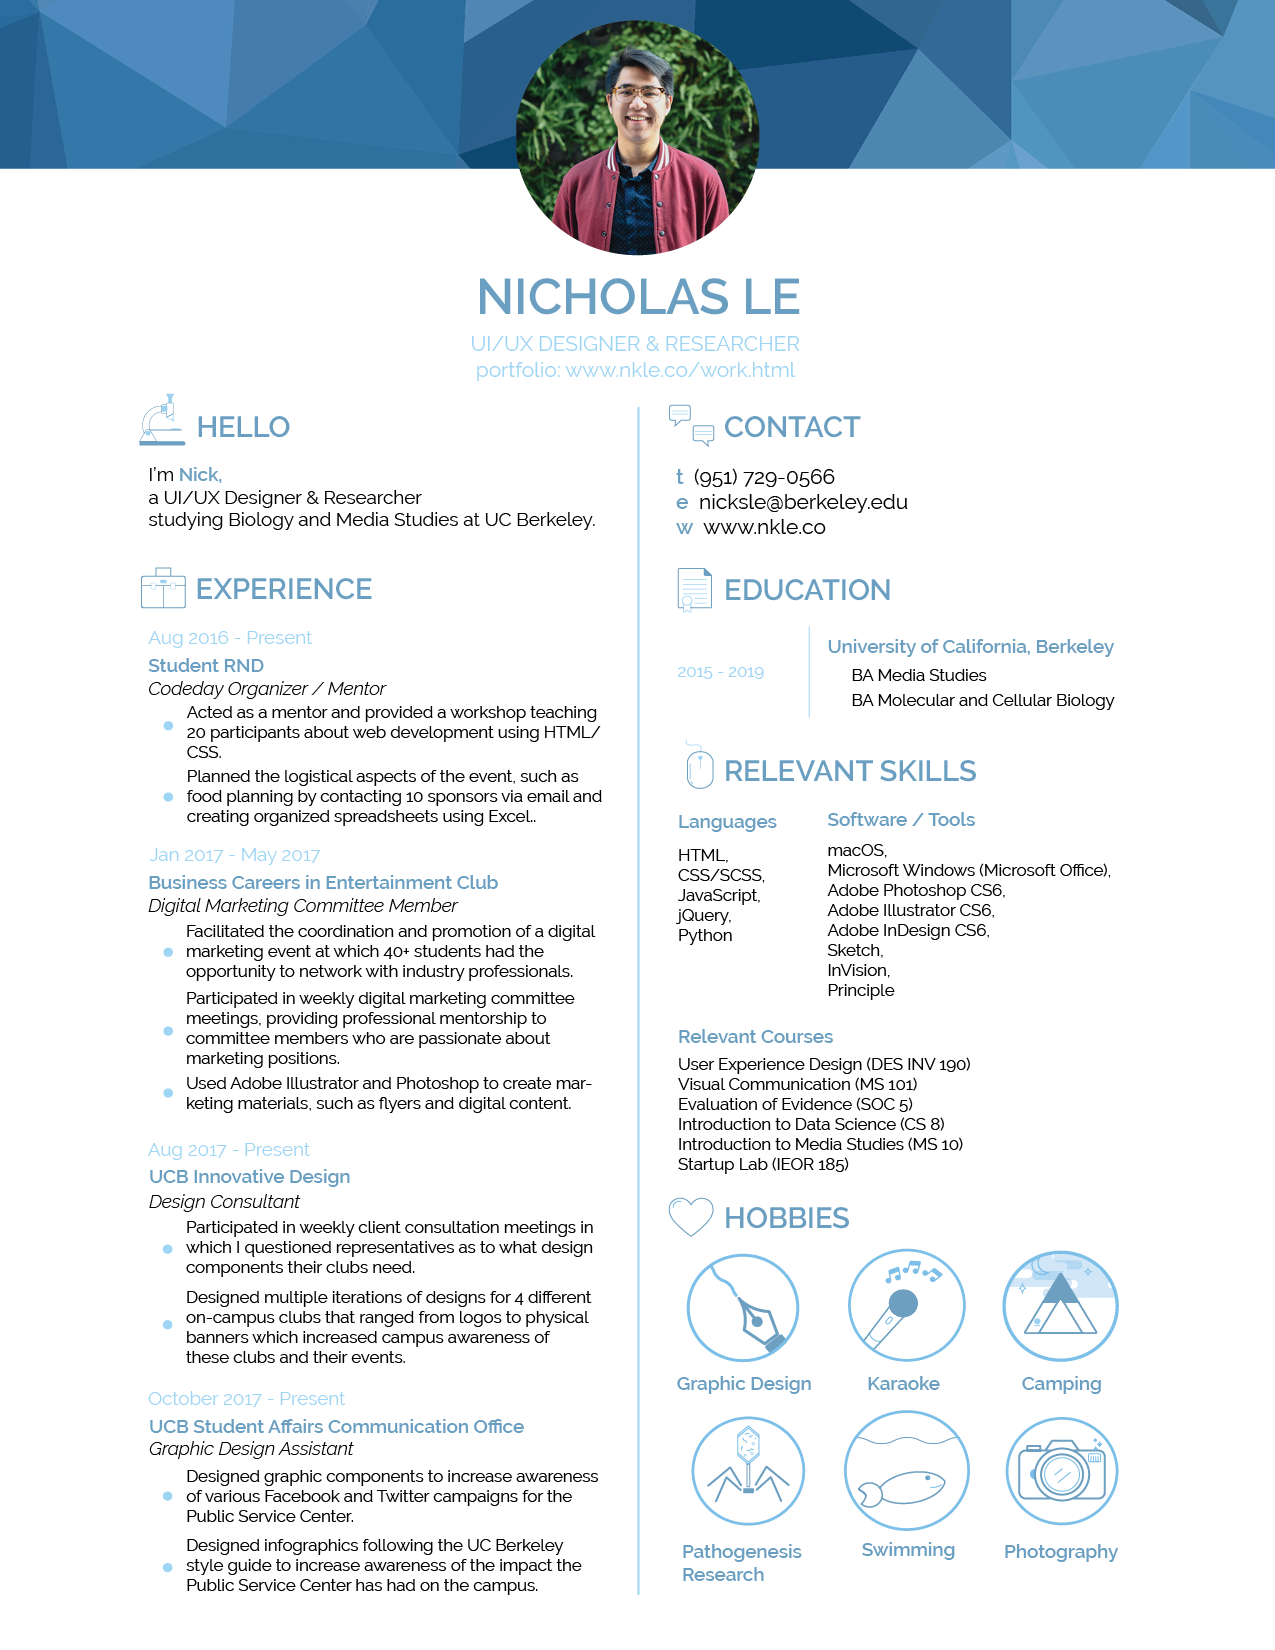 NICHOLAS LE
UI/UX DESIGNER & RESEARCHER
portfolio: www.nkle.co/work.html
HELLO
I'm Nick,
a UI/UX Designer & Researcher
studying Biology and Media Studies at UC Berkeley.
EXPERIENCE
Aug 2016 - Present
Student RND
Codeday Organizer / Mentor
Acted as a mentor and provided a workshop teaching
20 participants about web development using HTML/
CSS.
Planned the logistical aspects of the event, such as
food planning by contacting 10 sponsors via email and
creating organized spreadsheets using Excel..
Jan 2017 - May 2017
Business Careers in Entertainment Club
Digital Marketing Committee Member
Facilitated the coordination and promotion of a digital
marketing event at which 40+ students had the
opportunity to network with industry professionals.
Participated in weekly digital marketing committee
meetings, providing professional mentorship to
committee members who are passionate about
marketing positions.
Used Adobe Illustrator and Photoshop to create mar-
keting materials, such as flyers and digital content.
Aug 2017 - Present
UCB Innovative Design
Design Consultant
Participated in weekly client consultation meetings in
which I questioned representatives as to what design
components their clubs need.
Designed multiple iterations of designs for 4 different
on-campus clubs that ranged from logos to physical
banners which increased campus awareness of
these clubs and their events.
October 2017 - Present
UCB Student Affairs Communication Office
Graphic Design Assistant
Designed graphic components to increase awareness
of various Facebook and Twitter campaigns for the
Public Service Center.
Designed infographics following the UC Berkeley
style guide to increase awareness of the impact the
Public Service Center has had on the campus.
CONTACT
t (951) 729-0566
e nicksle@berkeley.edu
w www.nkle.co
EDUCATION
2015 - 2019
University of California, Berkeley
BA Media Studies
BA Molecular and Cellular Biology
RELEVANT SKILLS
Languages
HTML,
CSS/SCSS,
JavaScript,
jQuery,
Python
Software / Tools
macOS,
Microsoft Windows (Microsoft Office),
Adobe Photoshop CS6,
Adobe Illustrator CS6,
Adobe InDesign CS6,
Sketch,
InVision,
Principle
Relevant Courses
User Experience Design (DES INV 190)
Visual Communication (MS 101)
Evaluation of Evidence (SOC 5)
Introduction to Data Science (CS 8)
Introduction to Media Studies (MS 10)
Startup Lab (IEOR 185)
HOBBIES
Graphic Design
Karaoke
Camping
Pathogenesis
Research
Swimming
Photography